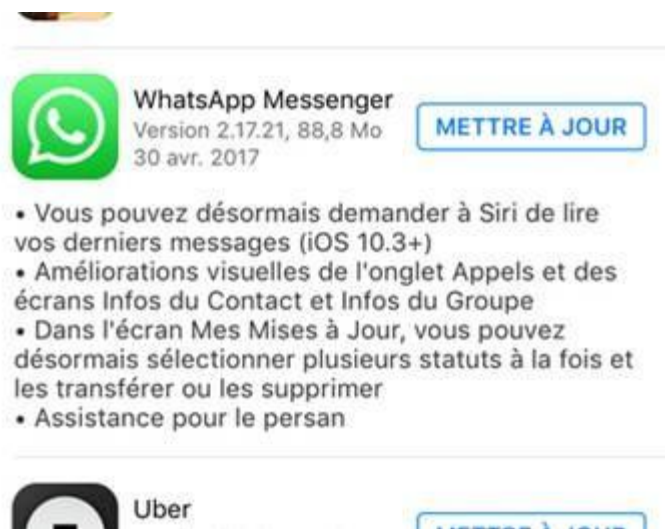 WhatsApp Messenger
Version 2.17.21, 88,8 Mo
METTRE À JOUR
30 avr. 2017
• Vous pouvez désormais demander à Siri de lire
vos derniers messages (iOS 10.3+)
• Améliorations visuelles de l'onglet Appels et des
écrans Infos du Contact et Infos du Groupe
• Dans l'écran Mes Mises à Jour, vous pouvez
désormais sélectionner plusieurs statuts à la fois et
les transférer ou les supprimer
• Assistance pour le persan
Uber
METTRE À JOUR